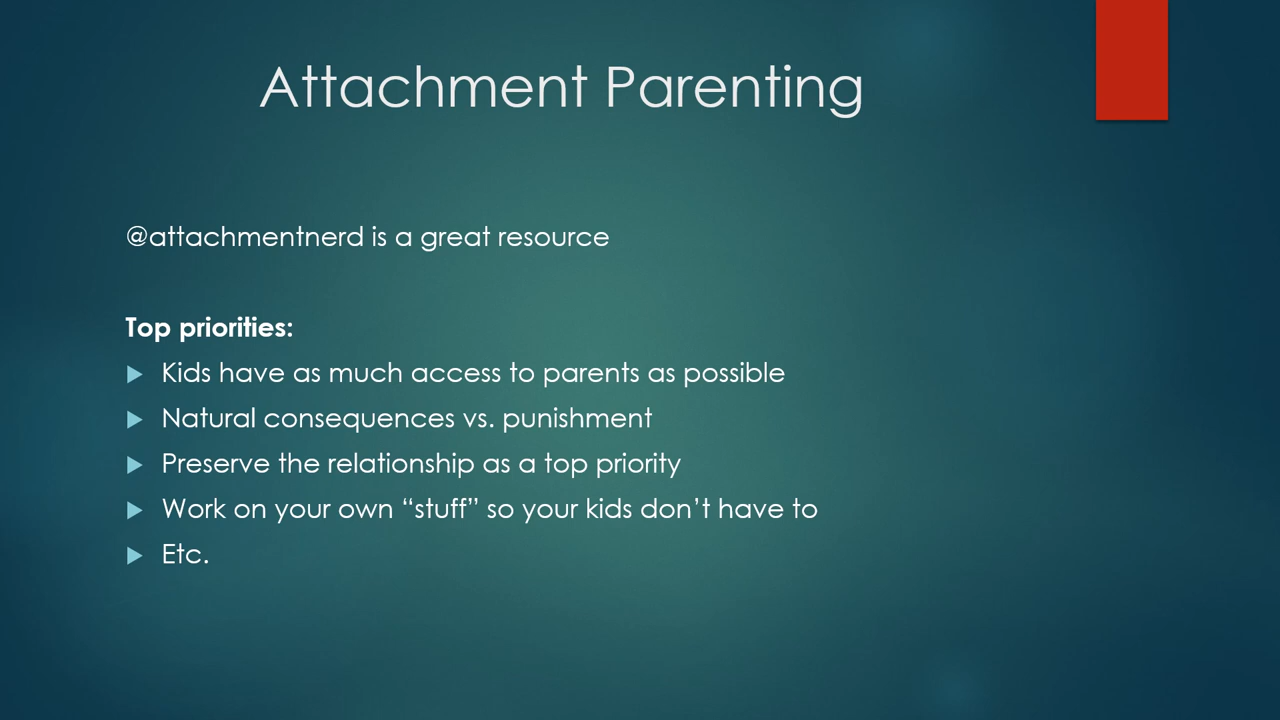 Attachment Parenting
@attachmentnerd is a great resource
Top priorities:
Kids have as much access to parents as possible
Natural consequences vs. punishment
Preserve the relationship as a top priority
Work on your own “stuff” so your kids don’t have to
Etc.